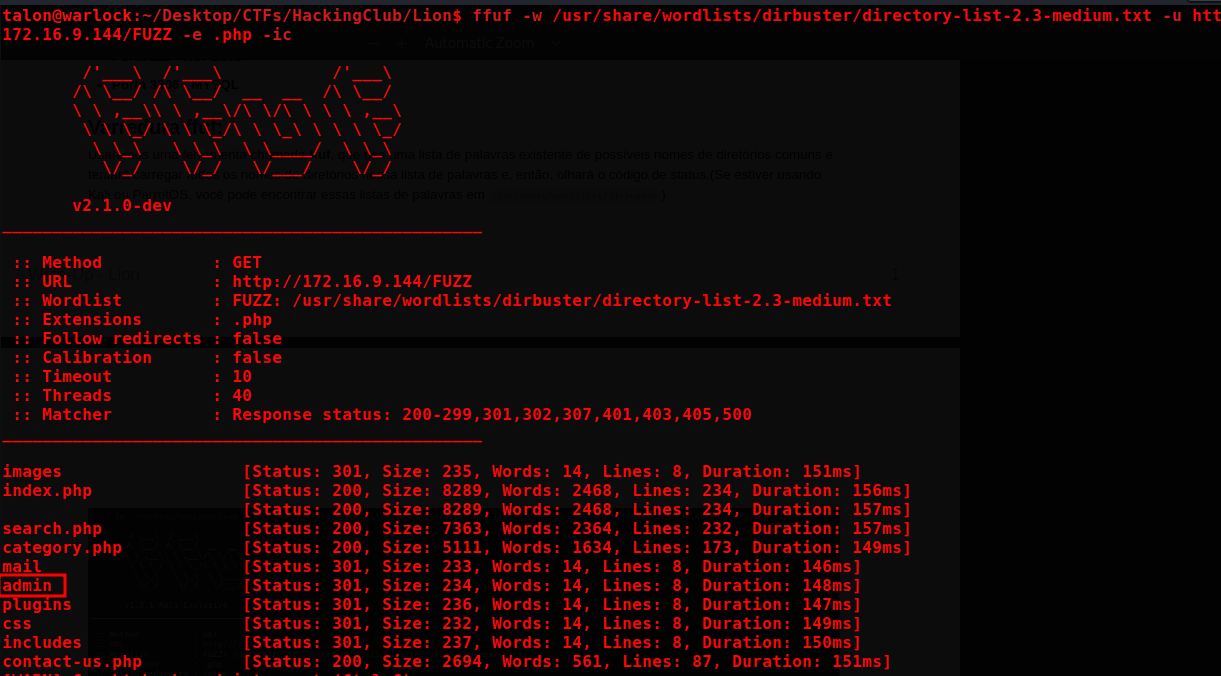 talon@warlock:~/Desktop/CTFs/HackingClub/Lion$ ffuf -w /usr/share/wordlists/dirbuster/directory-list-2.3-medium.txt -u htt
172.16.9.144/FUZZ -e .php -ic
Automatic Zoom
v2.1.0-dev
:: Method : GET
:: URL : http://172.16.9.144/FUZZ
:: Wordlist : FUZZ: /usr/share/wordlists/dirbuster/directory-list-2.3-medium.txt
:: Extensions : .php
:: Follow redirects : false
:: Calibration : false
:: Timeout : 10
:: Threads : 40
:: Matcher : Response status: 200-299,301,302,307,401,403,405,500
Lion 1
images [Status: 301, Size: 235, Words: 14, Lines: 8, Duration: 151ms]
index.php [Status: 200, Size: 8289, Words: 2468, Lines: 234, Duration: 156ms]
[Status: 200, Size: 8289, Words: 2468, Lines: 234, Duration: 157ms]
search.php [Status: 200, Size: 7363, Words: 2364, Lines: 232, Duration: 157ms]
category.php [Status: 200, Size: 5111, Words: 1634, Lines: 173, Duration: 149ms]
mail [Status: 301, Size: 233, Words: 14, Lines: 8, Duration: 146ms]
admin [Status: 301, Size: 234, Words: 14, Lines: 8, Duration: 148ms]
plugins [Status: 301, Size: 236, Words: 14, Lines: 8, Duration: 147ms]
css [Status: 301, Size: 232, Words: 14, Lines: 8, Duration: 149ms]
includes [Status: 301, Size: 237, Words: 14, Lines: 8, Duration: 150ms]
contact-us.php [Status: 200, Size: 2694, Words: 561, Lines: 87, Duration: 151ms]